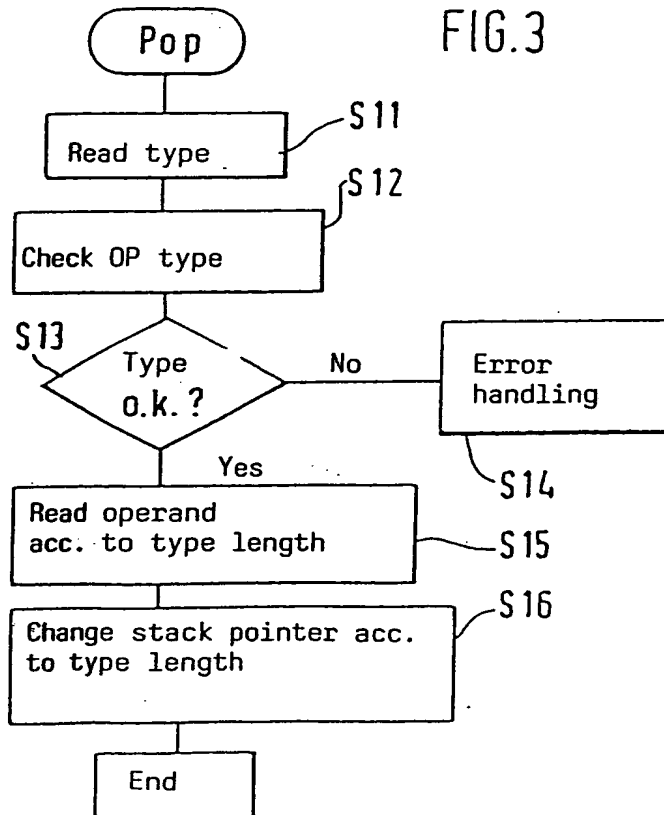 FIG.3
Pop
S11
Read type
S12
Check OP type
S13
Type
o.k.?
No
Error
handling
S14
Yes
Read operand
acc. to type length
S15
S16
Change stack pointer acc.
to type length
End